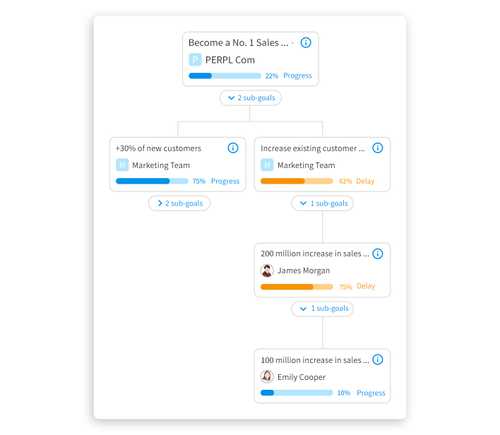 Become a No. 1 Sales ...
P PERPL Com
22% Progress
2 sub-goals
+30% of new customers
M Marketing Team
75% Progress
2 sub-goals
Increase existing customer ...
M Marketing Team
62% Delay
1 sub-goals
200 million increase in sales ...
James Morgan
75% Delay
1 sub-goals
100 million increase in sales ...
Emily Cooper
10% Progress